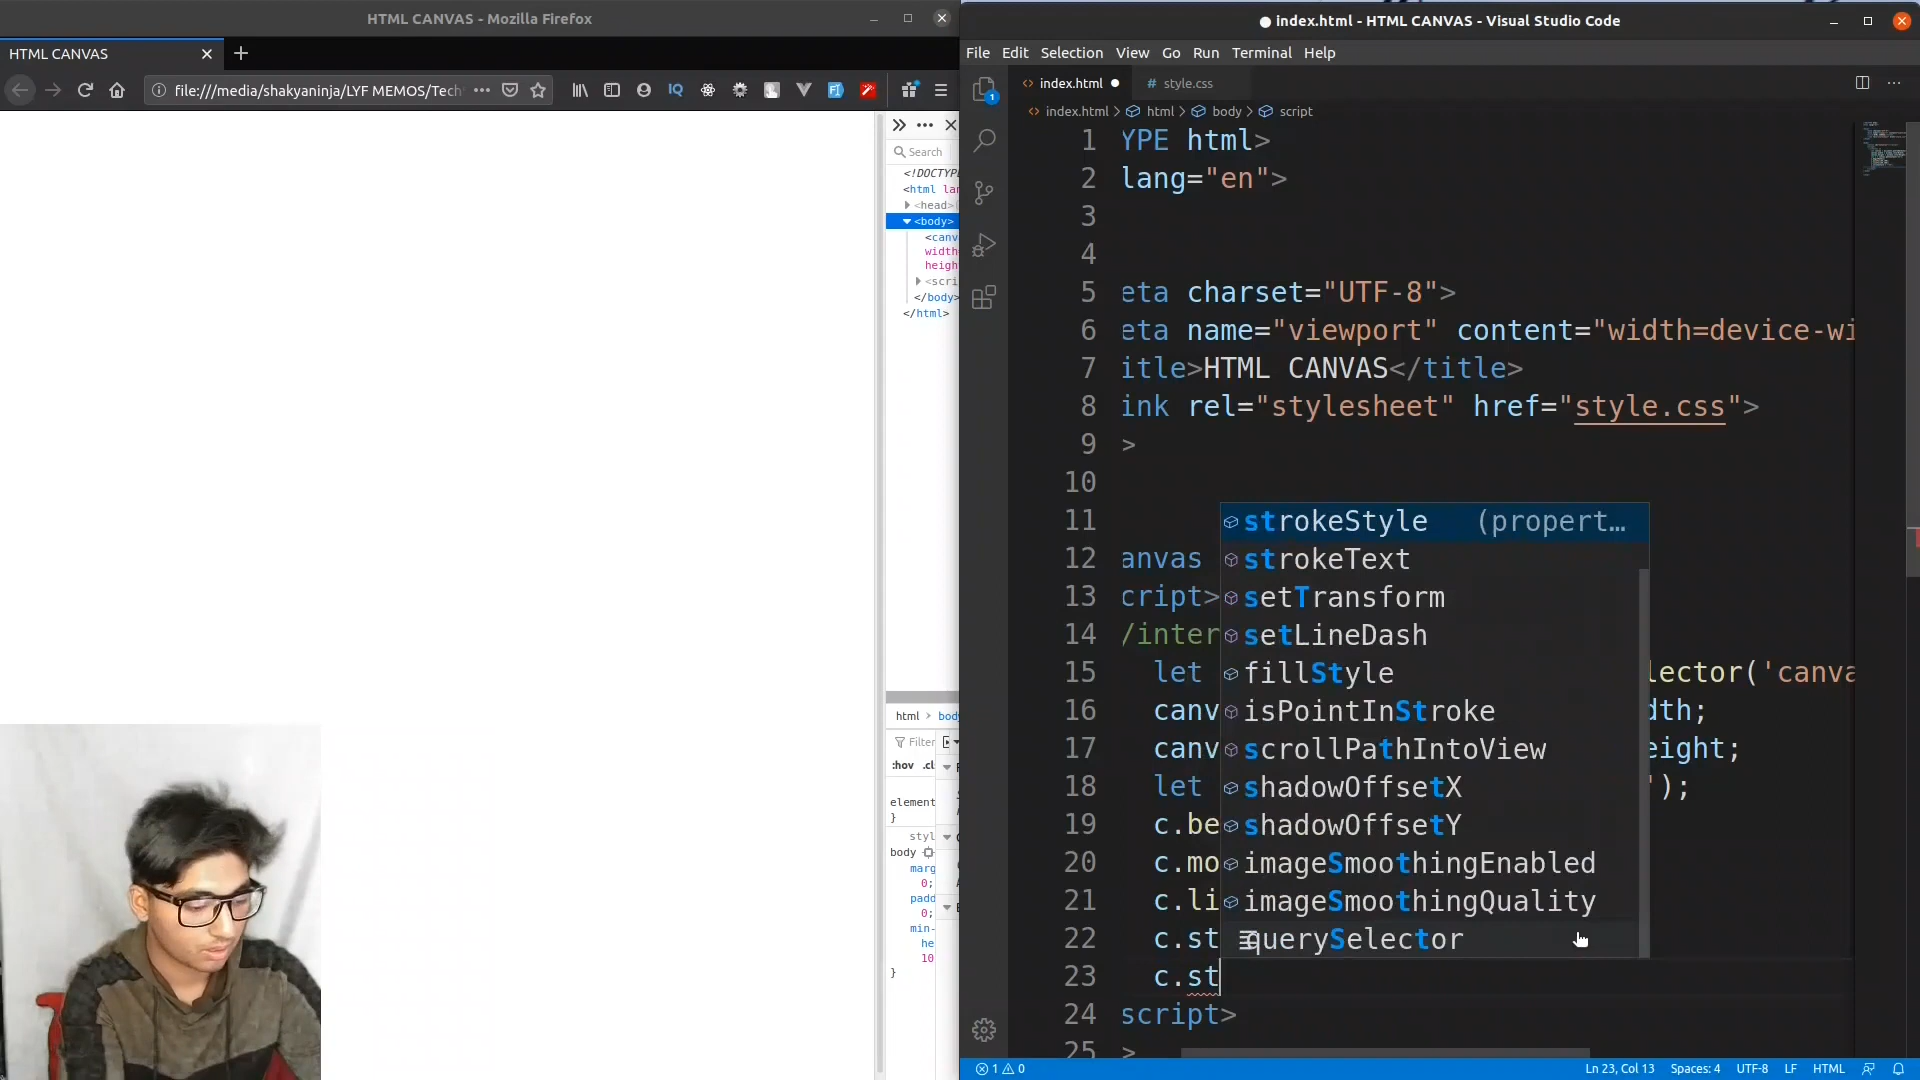 HTML CANVAS - Mozilla Firefox
HTML CANVAS
file:///media/shakyaninja/LYF MEMOS/Tech
Search
<!DOCTYPE
<html lan
<head>
<body>
<canv
width=
heigh
<scri
</body>
</html>
html > body
Filter
:hov .cl
element
}
styl
body
marg
0;
padd
0;
min-
he
10
}
index.html - HTML CANVAS - Visual Studio Code
File Edit Selection View Go Run Terminal Help
index.html
# style.css
index.html > html > body > script
1
1 YPE html>
2 lang="en">
3
4
5 eta charset="UTF-8">
6 eta name="viewport" content="width=device-wi
7 itle>HTML CANVAS</title>
8 ink rel="stylesheet" href="style.css">
9 >
10
11
12 anvas
13 cript>
14 /inter
15 let lector('canva
16 canv dth;
17 canv eight;
18 let ');
19 c.be
20 c.mo
21 c.li
22 c.st
23 c.st
24 script>
25 >
strokeStyle (propert…
strokeText
setTransform
setLineDash
fillStyle
isPointInStroke
scrollPathIntoView
shadowOffsetX
shadowOffsetY
imageSmoothingEnabled
imageSmoothingQuality
querySelector
1 0
Ln 23, Col 13 Spaces: 4 UTF-8 LF HTML